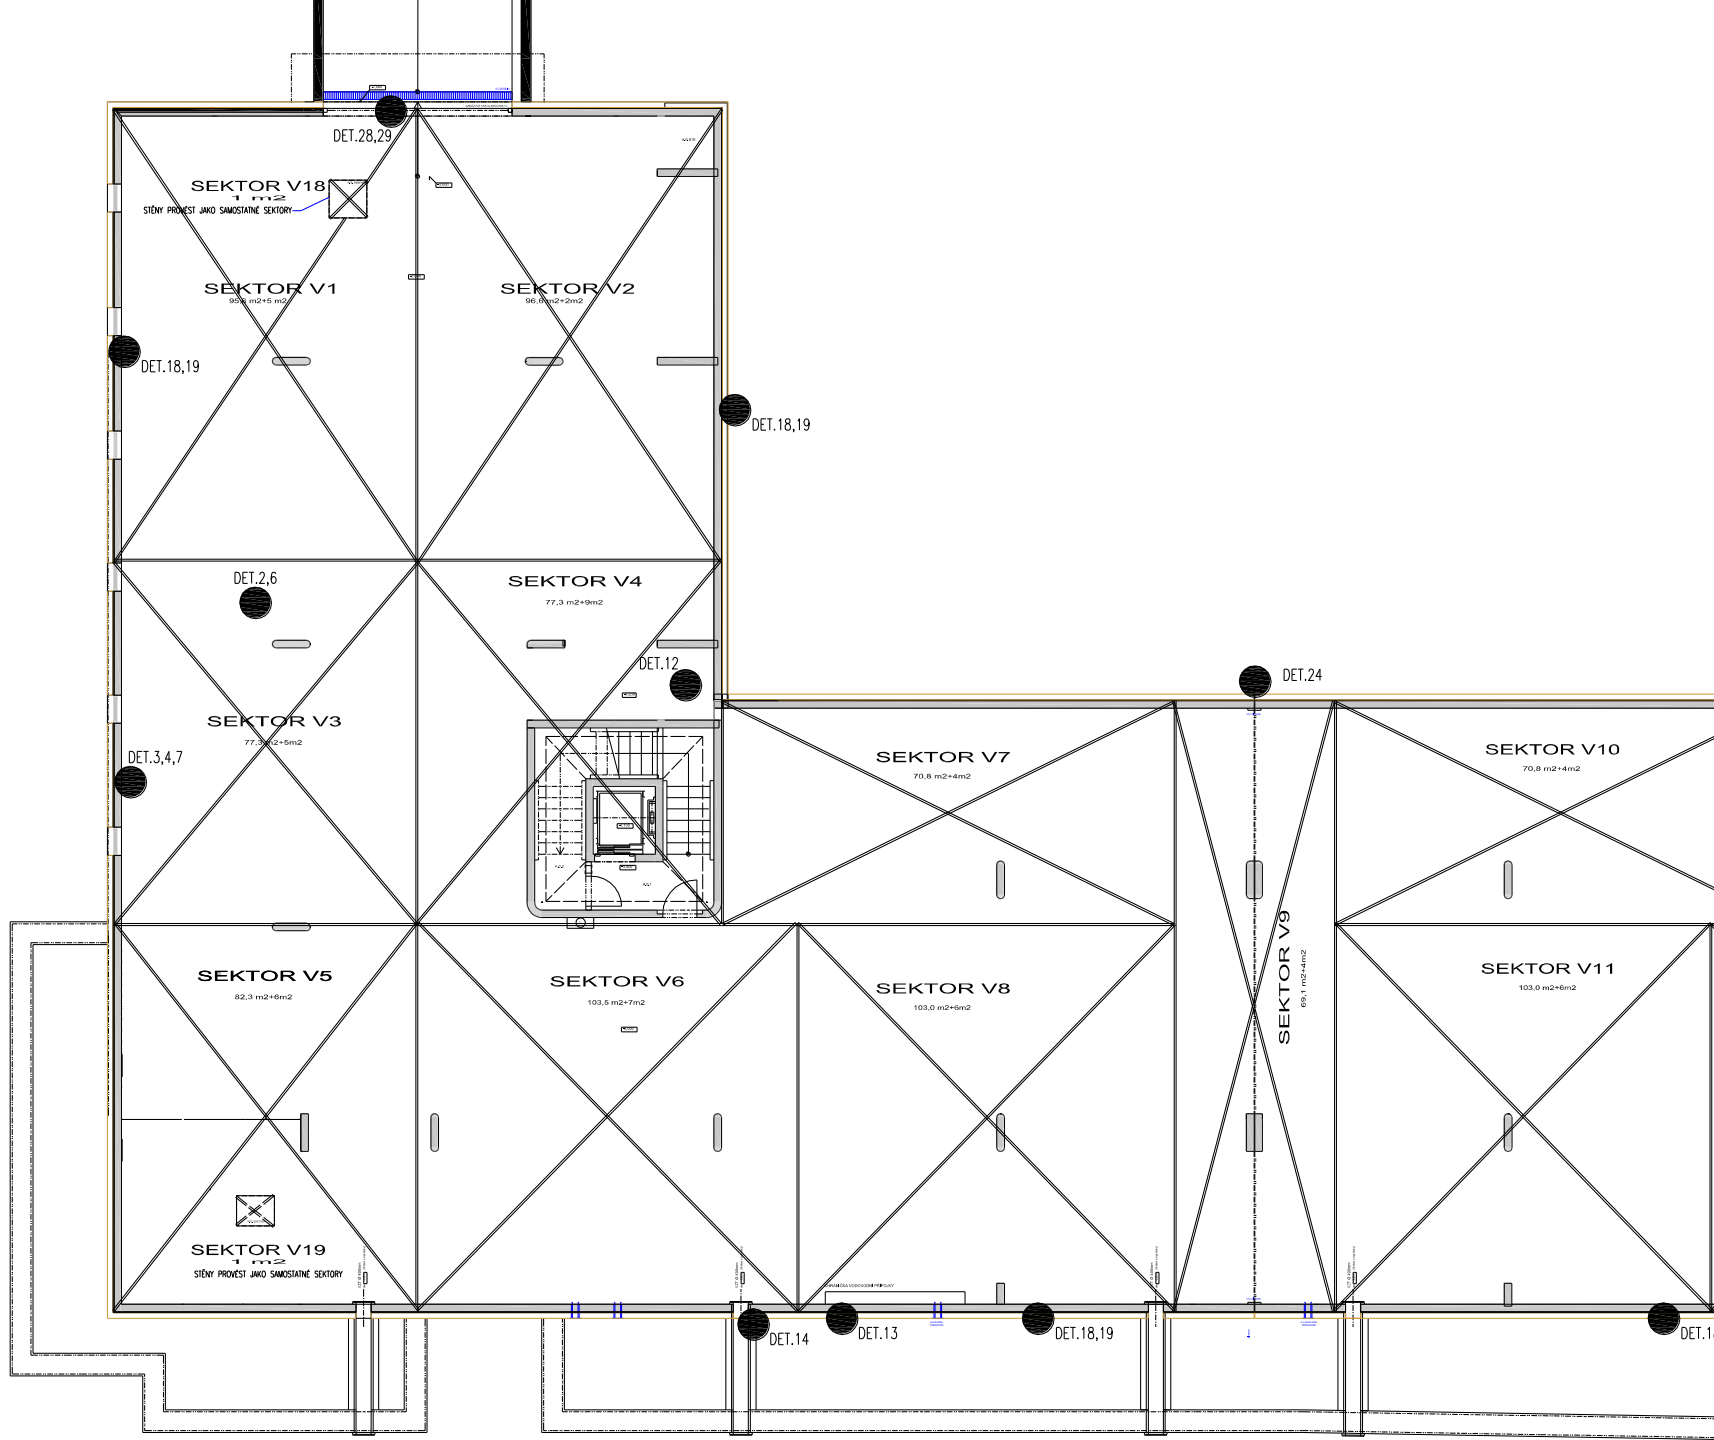 DET.28,29
SEKTOR V18
1 m2
STĚNY PROVÉST JAKO SAMOSTATNÉ SEKTORY
SEKTOR V1
95,6 m2+5 m2
SEKTOR V2
96,6 m2+2m2
DET.18,19
DET.18,19
DET.2,6
SEKTOR V4
77,3 m2+9m2
DET.12
DET.24
SEKTOR V3
77,3 m2+5m2
DET.3,4,7
SEKTOR V7
70,8 m2+4m2
SEKTOR V10
70,8 m2+4m2
SEKTOR V9
69,1 m2+4m2
SEKTOR V5
82,3 m2+6m2
SEKTOR V6
103,5 m2+7m2
SEKTOR V8
103,0 m2+6m2
SEKTOR V11
103,0 m2+6m2
SEKTOR V19
1 m2
STĚNY PROVÉST JAKO SAMOSTATNÉ SEKTORY
DET.14
DET.13
DET.18,19